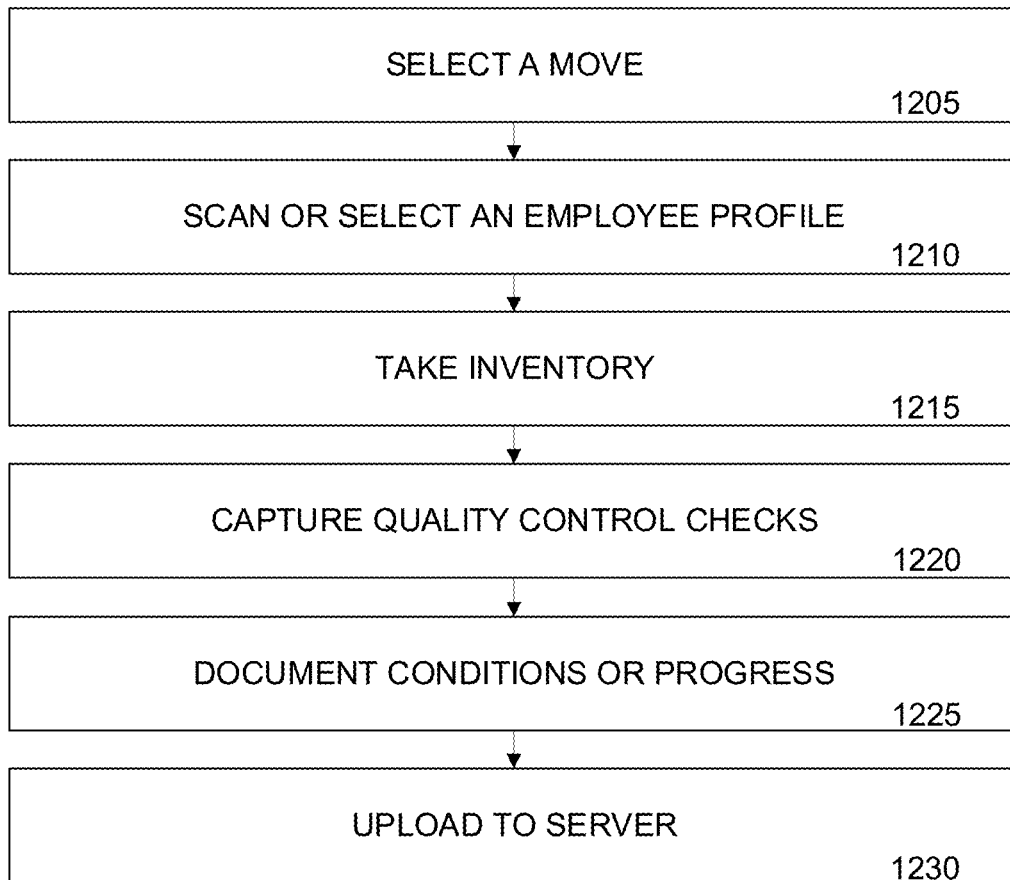 SELECT A MOVE
1205
SCAN OR SELECT AN EMPLOYEE PROFILE
1210
TAKE INVENTORY
1215
CAPTURE QUALITY CONTROL CHECKS
1220
DOCUMENT CONDITIONS OR PROGRESS
1225
UPLOAD TO SERVER
1230